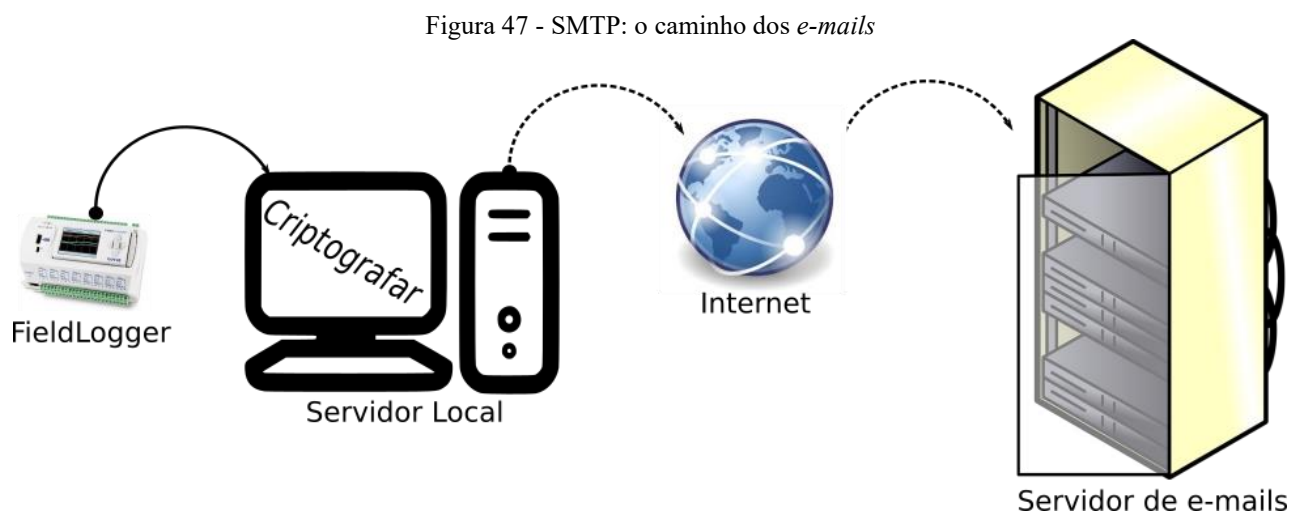 Figura 47 - SMTP: o caminho dos e-mails
Criptografar
FieldLogger
Servidor Local
Internet
Servidor de e-mails